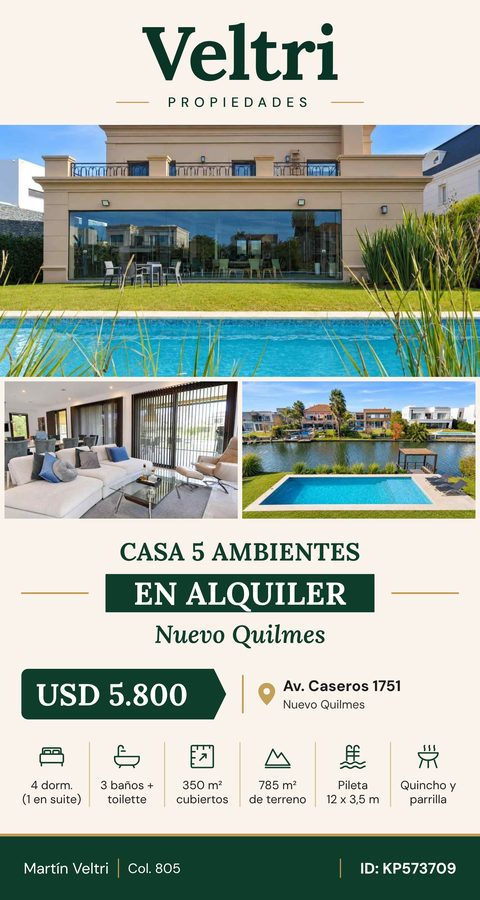 Veltri
PROPIEDADES
CASA 5 AMBIENTES
EN ALQUILER
Nuevo Quilmes
USD 5.800
Av. Caseros 1751
Nuevo Quilmes
4 dorm.
(1 en suite)
3 baños +
toilette
350 m²
cubiertos
785 m²
de terreno
Pileta
12 x 3,5 m
Quincho y
parrilla
Martín Veltri
Col. 805
ID: KP573709